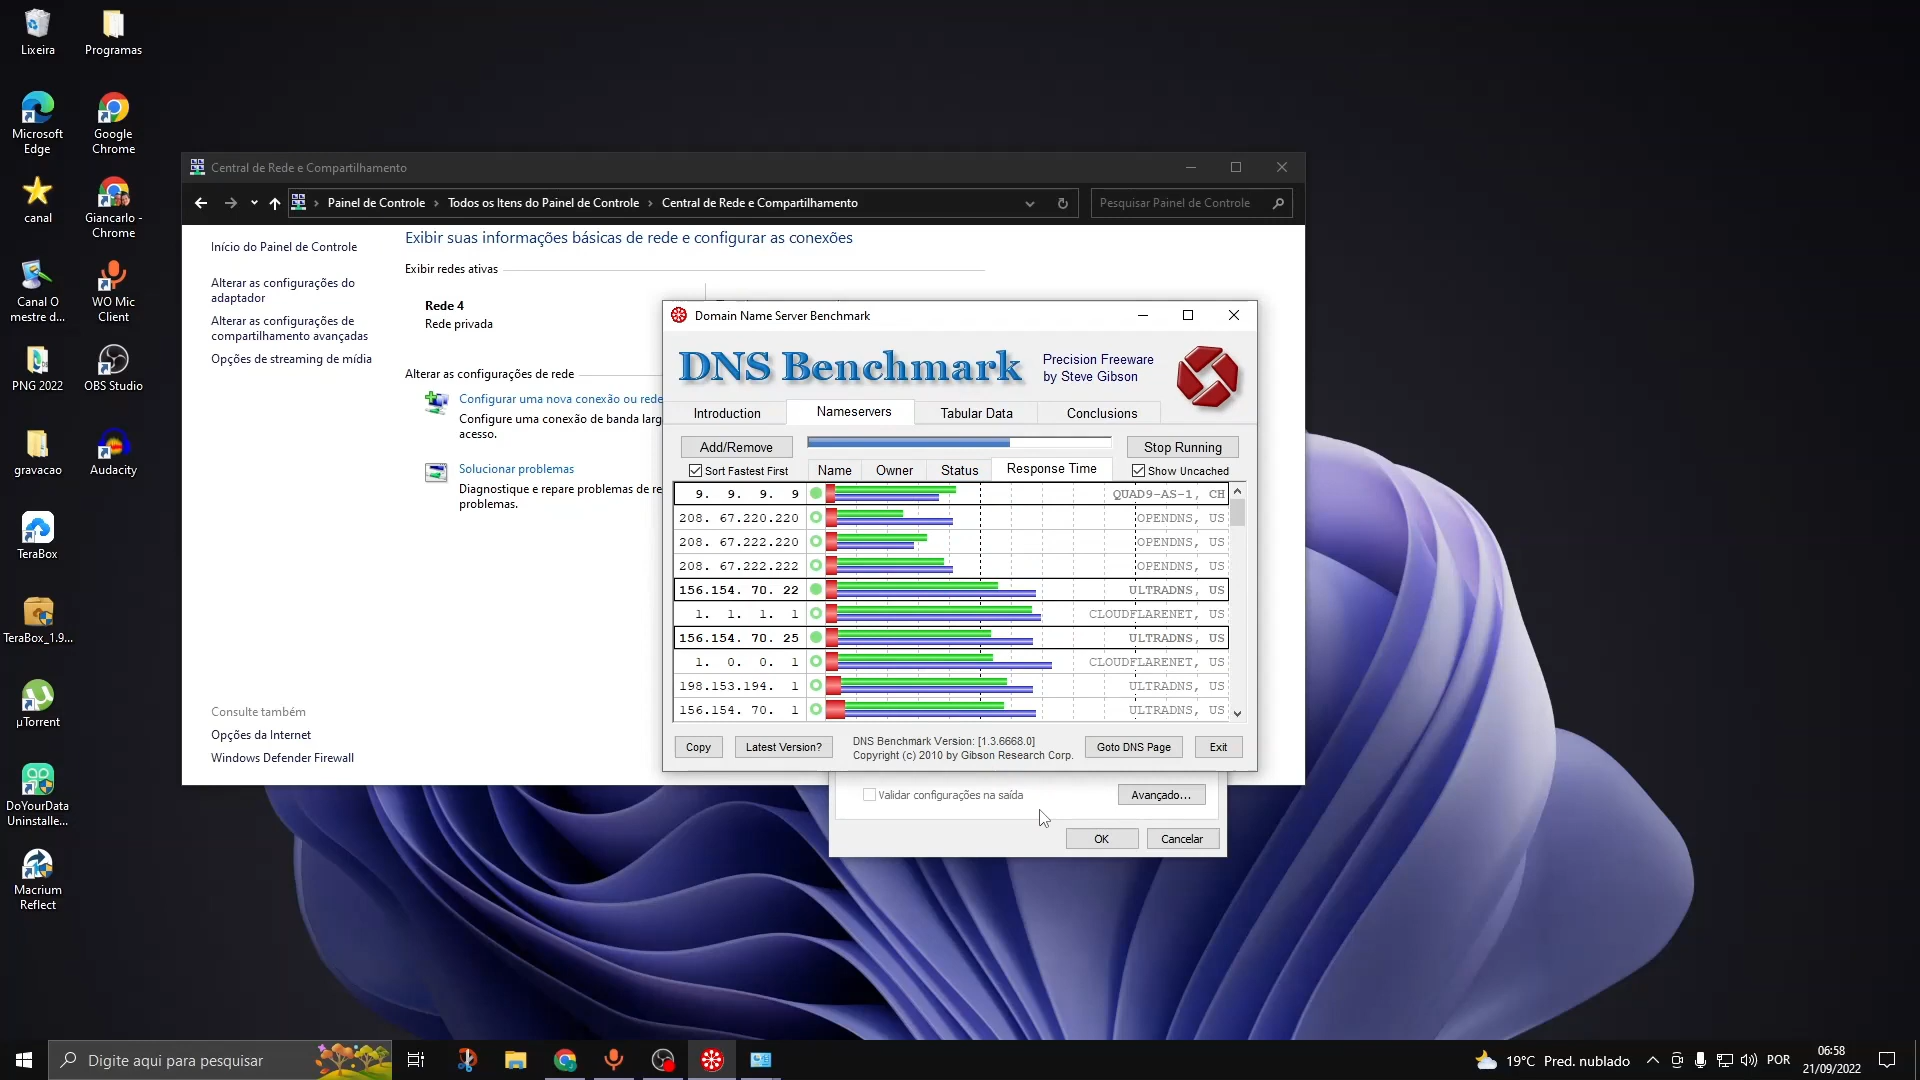 Lixeira
Programas
Microsoft Edge
Google Chrome
canal
Giancarlo - Chrome
Canal O mestre d...
WO Mic Client
PNG 2022
OBS Studio
gravacao
Audacity
TeraBox
TeraBox_1.9...
µTorrent
DoYourData Uninstalle...
Macrium Reflect
Central de Rede e Compartilhamento
Painel de Controle > Todos os Itens do Painel de Controle > Central de Rede e Compartilhamento
Pesquisar Painel de Controle
Início do Painel de Controle
Alterar as configurações do adaptador
Alterar as configurações de compartilhamento avançadas
Opções de streaming de mídia
Consulte também
Opções da Internet
Windows Defender Firewall
Exibir suas informações básicas de rede e configurar as conexões
Exibir redes ativas
Rede 4
Rede privada
Alterar as configurações de rede
Configurar uma nova conexão ou rede
Configure uma conexão de banda larg
acesso.
Solucionar problemas
Diagnostique e repare problemas de re
problemas.
Domain Name Server Benchmark
DNS Benchmark
Precision Freeware
by Steve Gibson
Introduction
Nameservers
Tabular Data
Conclusions
Add/Remove
Stop Running
Sort Fastest First
Name
Owner
Status
Response Time
Show Uncached
9. 9. 9. 9 QUAD9-AS-1, CH
208. 67.220.220 OPENDNS, US
208. 67.222.220 OPENDNS, US
208. 67.222.222 OPENDNS, US
156.154. 70. 22 ULTRADNS, US
1. 1. 1. 1 CLOUDFLARENET, US
156.154. 70. 25 ULTRADNS, US
1. 0. 0. 1 CLOUDFLARENET, US
198.153.194. 1 ULTRADNS, US
156.154. 70. 1 ULTRADNS, US
Copy
Latest Version?
DNS Benchmark Version: [1.3.6668.0]
Copyright (c) 2010 by Gibson Research Corp.
Goto DNS Page
Exit
Validar configurações na saída
Avançado...
OK
Cancelar
Digite aqui para pesquisar
19°C Pred. nublado
POR
06:58
21/09/2022